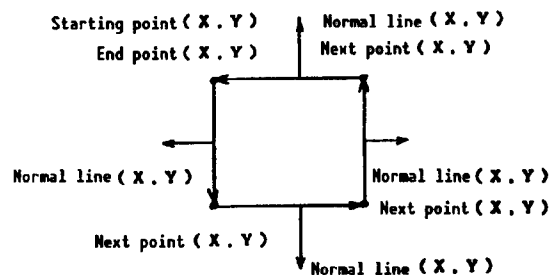 Starting point ( X , Y )
End point ( X , Y )
Normal line ( X , Y )
Next point ( X , Y )
Normal line ( X , Y )
Normal line ( X , Y )
Next point ( X , Y )
Next point ( X , Y )
Normal line ( X , Y )